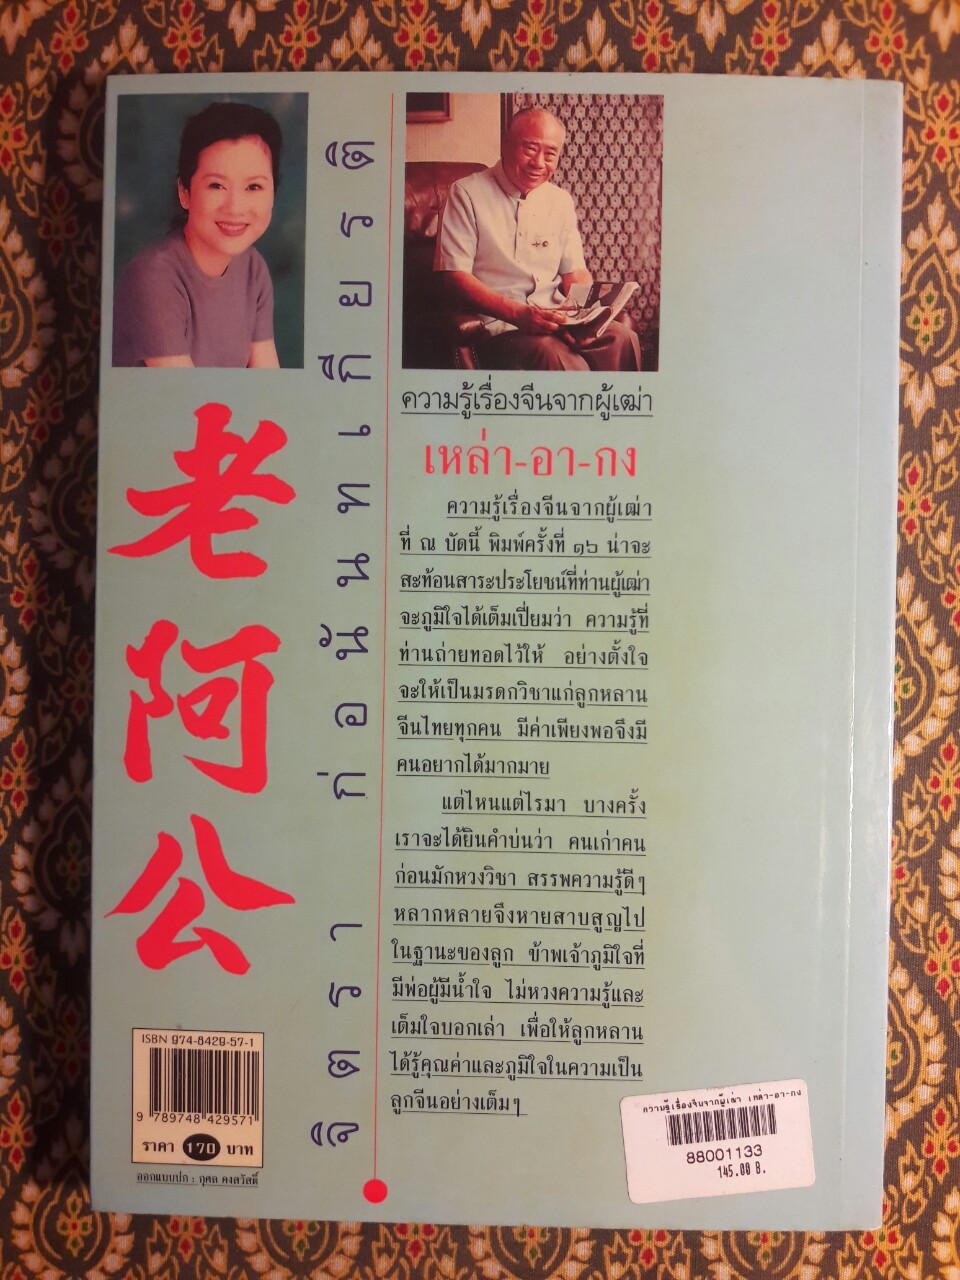 จิตรา ก่อนันทเกียรติ
老阿公
ความรู้เรื่องจีนจากผู้เฒ่า
เหล่า-อา-กง
ความรู้เรื่องจีนจากผู้เฒ่า
ที่ ณ บัดนี้ พิมพ์ครั้งที่ ๑๖ น่าจะ
สะท้อนสาระประโยชน์ที่ท่านผู้เฒ่า
จะภูมิใจได้เต็มเปี่ยมว่า ความรู้ที่
ท่านถ่ายทอดไว้ให้ อย่างตั้งใจ
จะให้เป็นมรดกวิชาแก่ลูกหลาน
จีนไทยทุกคน มีค่าเพียงพอจึงมี
คนอยากได้มากมาย
แต่ไหนแต่ไรมา บางครั้ง
เราจะได้ยินคำบ่นว่า คนเก่าคน
ก่อนมักหวงวิชา สรรพความรู้ดีๆ
หลากหลายจึงหายสาบสูญไป
ในฐานะของลูก ข้าพเจ้าภูมิใจที่
มีพ่อผู้มีน้ำใจ ไม่หวงความรู้และ
เต็มใจบอกเล่า เพื่อให้ลูกหลาน
ได้รู้คุณค่าและภูมิใจในความเป็น
ลูกจีนอย่างเต็มๆ
ISBN 974-8429-57-1
9 789748 429571
ราคา 170 บาท
ออกแบบปก : กุศล คงสวัสดิ์
ความรู้เรื่องจีนจากผู้เฒ่า เหล่า-อา-กง
88001133
145.00 B.